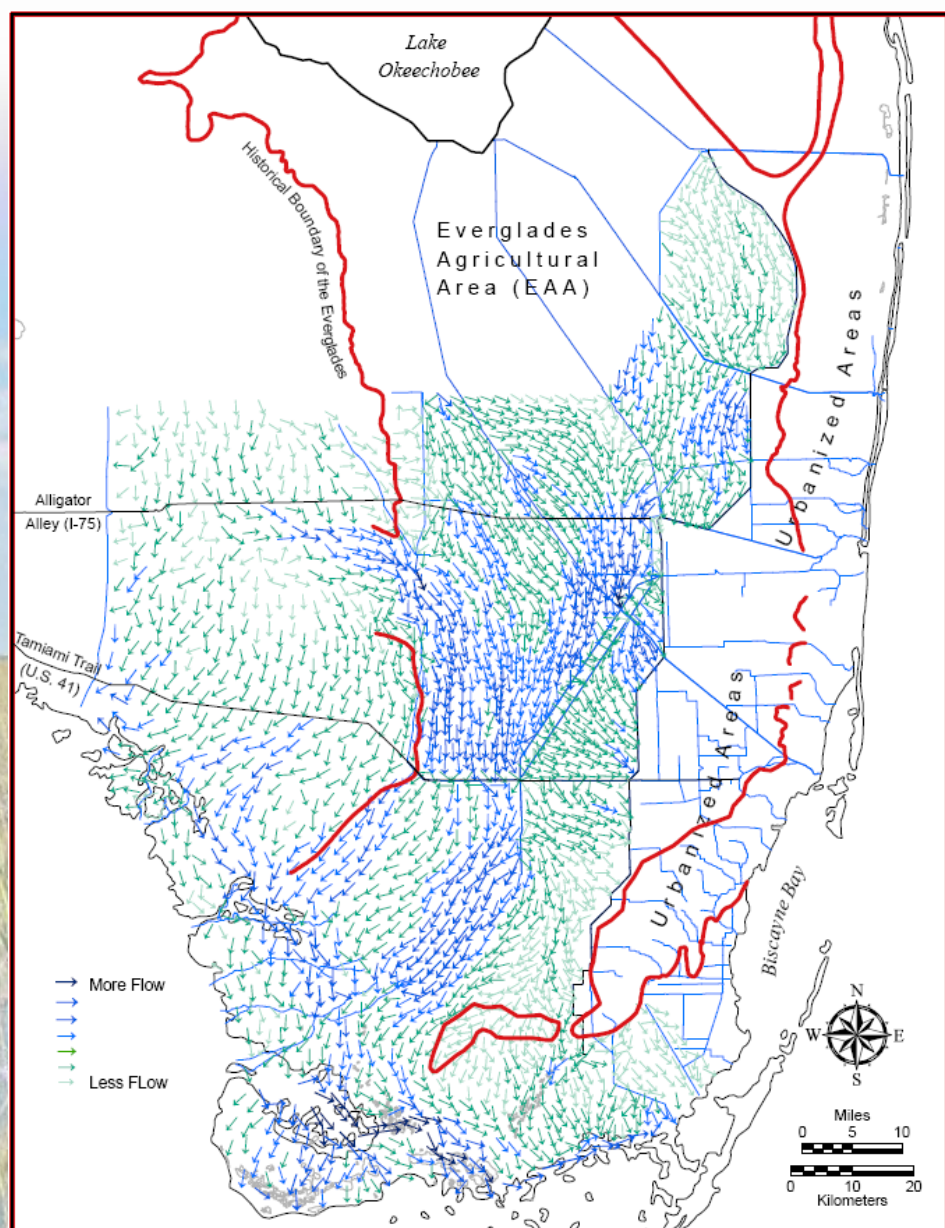 Lake
Okeechobee
Historical Boundary of the Everglades
Everglades
Agricultural
Area (EAA)
Urbanized Areas
Alligator
Alley (I-75)
Tamiami Trail
(U.S. 41)
Urbanized Areas
Urbanized Areas
Biscayne Bay
More Flow
Less FLow
N
W
E
S
Miles
0 5 10
0 10 20
Kilometers